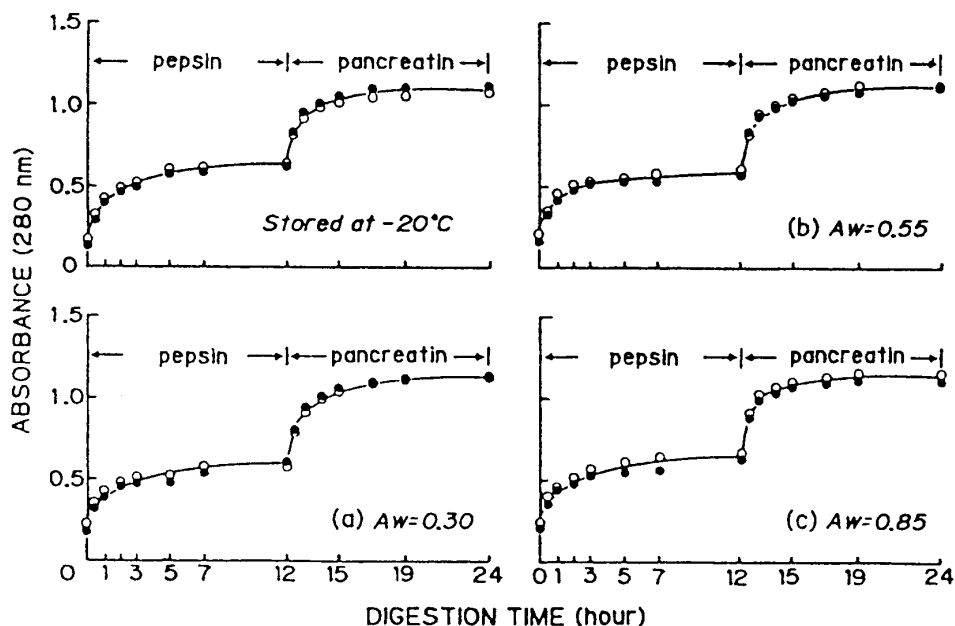 ABSORBANCE (280 nm)
1.5
1.0
0.5
0
pepsin
pancreatin
Stored at -20°C
pepsin
pancreatin
(b) Aw=0.55
1.5
1.0
0.5
0
pepsin
pancreatin
(a) Aw=0.30
1 3 5 7 12 15 19 24
pepsin
pancreatin
(c) Aw=0.85
0 1 3 5 7 12 15 19 24
DIGESTION TIME (hour)